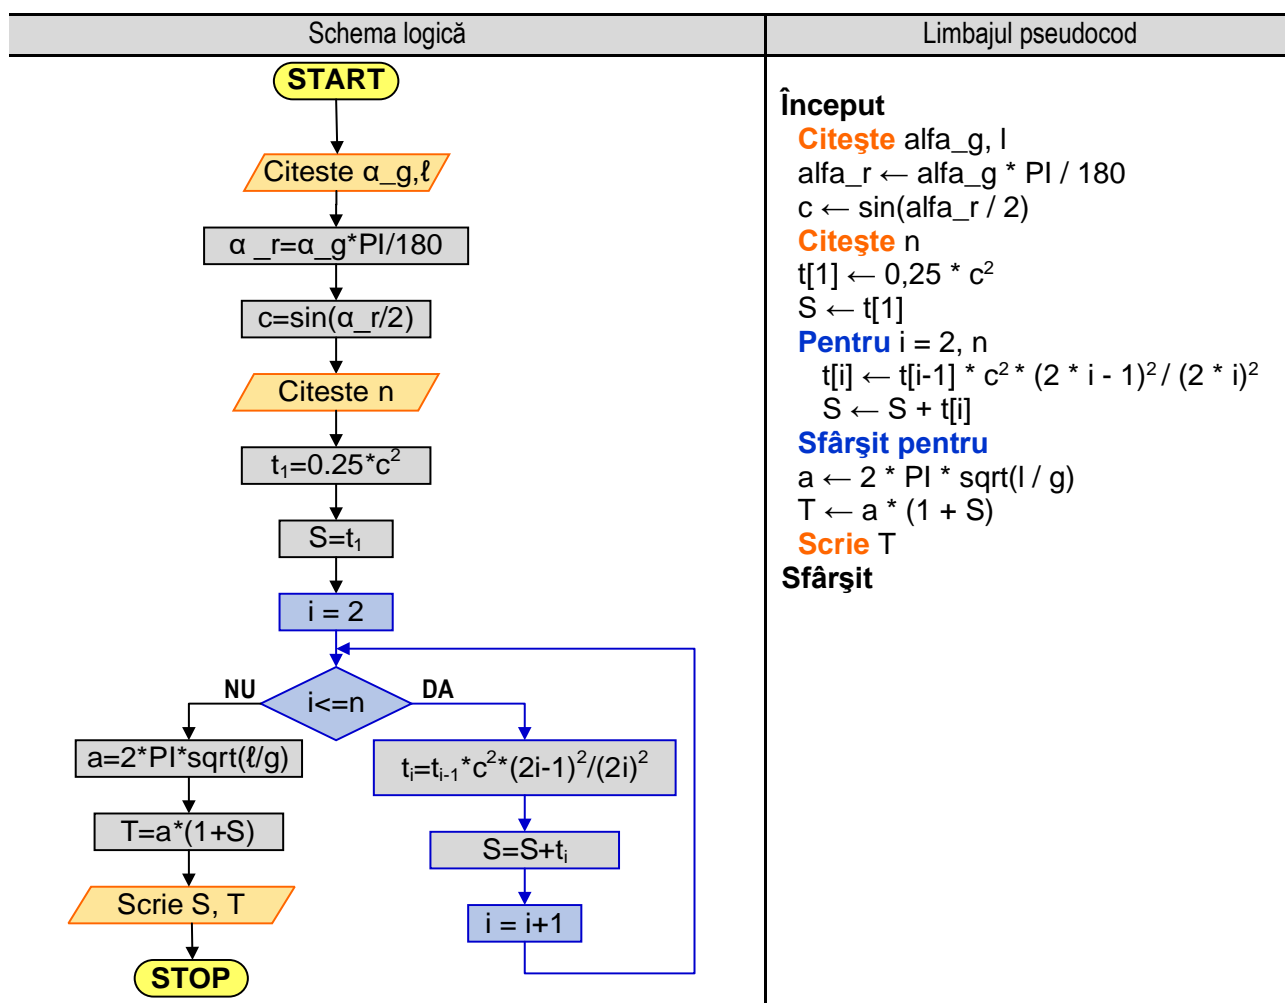 Schema logică
Limbajul pseudocod
START
Citeste α_g,ℓ
α _r=α_g*PI/180
c=sin(α_r/2)
Citeste n
t₁=0.25*c²
S=t₁
i = 2
i<=n
NU
DA
a=2*PI*sqrt(ℓ/g)
T=a*(1+S)
Scrie S, T
STOP
tᵢ=tᵢ₋₁*c²*(2i-1)²/(2i)²
S=S+tᵢ
i = i+1
Început
Citeşte alfa_g, l
alfa_r ← alfa_g * PI / 180
c ← sin(alfa_r / 2)
Citeşte n
t[1] ← 0,25 * c²
S ← t[1]
Pentru i = 2, n
t[i] ← t[i-1] * c² * (2 * i - 1)² / (2 * i)²
S ← S + t[i]
Sfârşit pentru
a ← 2 * PI * sqrt(l / g)
T ← a * (1 + S)
Scrie T
Sfârşit